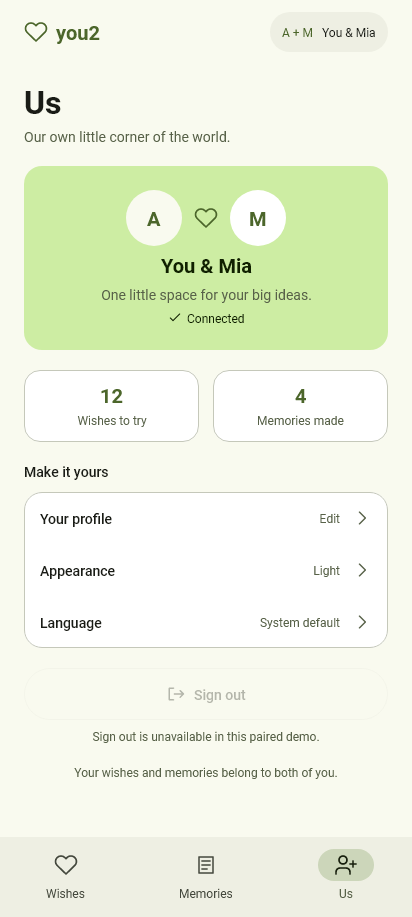 you2
A + M You & Mia
Us
Our own little corner of the world.
A M
You & Mia
One little space for your big ideas.
Connected
12
Wishes to try
4
Memories made
Make it yours
Your profile Edit
Appearance Light
Language System default
Sign out
Sign out is unavailable in this paired demo.
Your wishes and memories belong to both of you.
Wishes Memories Us